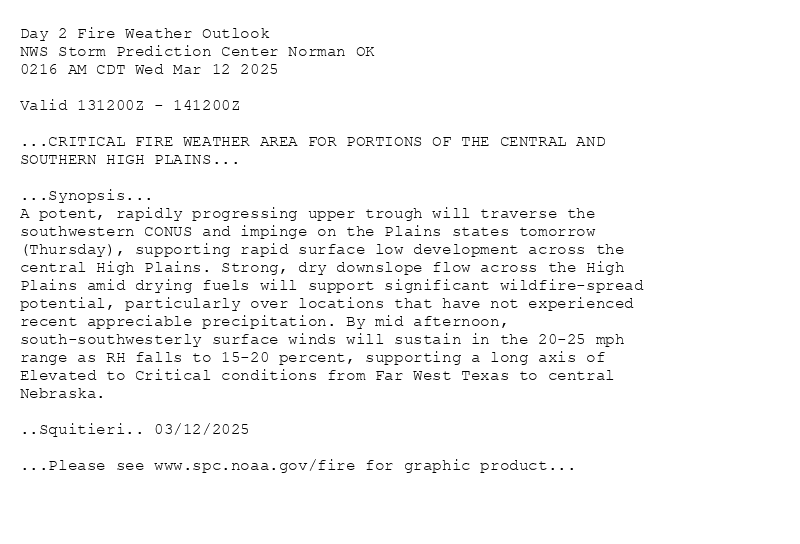 Day 2 Fire Weather Outlook
NWS Storm Prediction Center Norman OK
0216 AM CDT Wed Mar 12 2025

Valid 131200Z - 141200Z

...CRITICAL FIRE WEATHER AREA FOR PORTIONS OF THE CENTRAL AND
SOUTHERN HIGH PLAINS...

...Synopsis...
A potent, rapidly progressing upper trough will traverse the
southwestern CONUS and impinge on the Plains states tomorrow
(Thursday), supporting rapid surface low development across the
central High Plains. Strong, dry downslope flow across the High
Plains amid drying fuels will support significant wildfire-spread
potential, particularly over locations that have not experienced
recent appreciable precipitation. By mid afternoon,
south-southwesterly surface winds will sustain in the 20-25 mph
range as RH falls to 15-20 percent, supporting a long axis of
Elevated to Critical conditions from Far West Texas to central
Nebraska.

..Squitieri.. 03/12/2025

...Please see www.spc.noaa.gov/fire for graphic product...